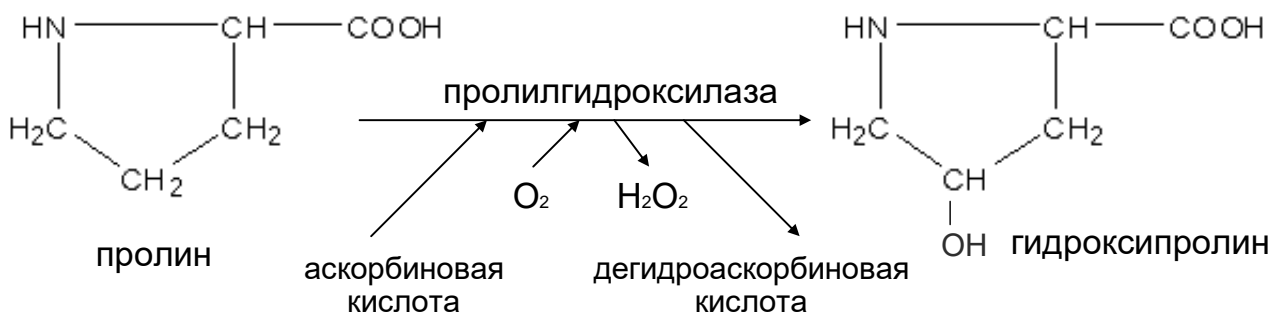 HN CH COOH
H₂C CH₂
CH₂
пролин
пролилгидроксилаза
O₂ H₂O₂
аскорбиновая
кислота
дегидроаскорбиновая
кислота
HN CH COOH
H₂C CH₂
CH
OH
гидроксипролин